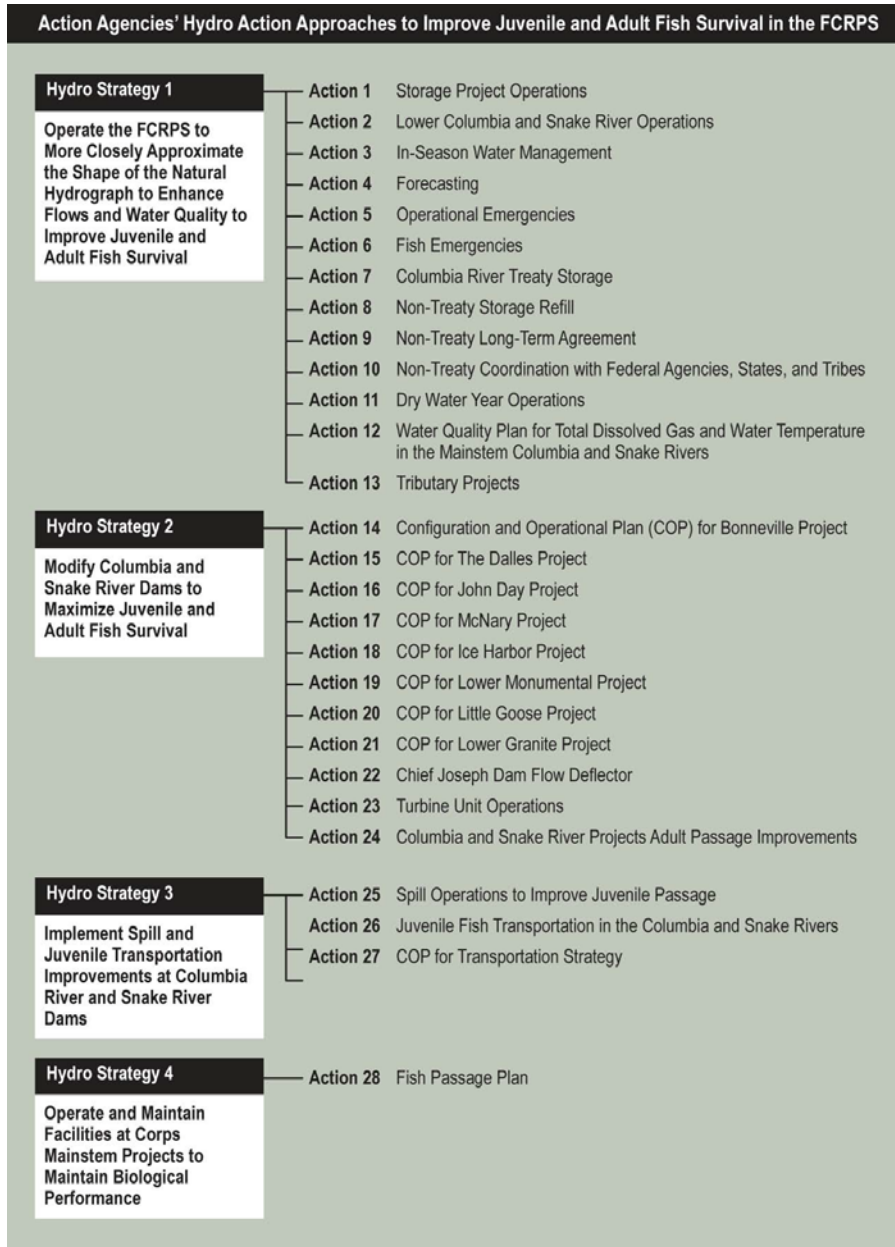 Action Agencies' Hydro Action Approaches to Improve Juvenile and Adult Fish Survival in the FCRPS
Hydro Strategy 1
Operate the FCRPS to
More Closely Approximate
the Shape of the Natural
Hydrograph to Enhance
Flows and Water Quality to
Improve Juvenile and
Adult Fish Survival
Action 1 Storage Project Operations
Action 2 Lower Columbia and Snake River Operations
Action 3 In-Season Water Management
Action 4 Forecasting
Action 5 Operational Emergencies
Action 6 Fish Emergencies
Action 7 Columbia River Treaty Storage
Action 8 Non-Treaty Storage Refill
Action 9 Non-Treaty Long-Term Agreement
Action 10 Non-Treaty Coordination with Federal Agencies, States, and Tribes
Action 11 Dry Water Year Operations
Action 12 Water Quality Plan for Total Dissolved Gas and Water Temperature
in the Mainstem Columbia and Snake Rivers
Action 13 Tributary Projects
Hydro Strategy 2
Modify Columbia and
Snake River Dams to
Maximize Juvenile and
Adult Fish Survival
Action 14 Configuration and Operational Plan (COP) for Bonneville Project
Action 15 COP for The Dalles Project
Action 16 COP for John Day Project
Action 17 COP for McNary Project
Action 18 COP for Ice Harbor Project
Action 19 COP for Lower Monumental Project
Action 20 COP for Little Goose Project
Action 21 COP for Lower Granite Project
Action 22 Chief Joseph Dam Flow Deflector
Action 23 Turbine Unit Operations
Action 24 Columbia and Snake River Projects Adult Passage Improvements
Hydro Strategy 3
Implement Spill and
Juvenile Transportation
Improvements at Columbia
River and Snake River
Dams
Action 25 Spill Operations to Improve Juvenile Passage
Action 26 Juvenile Fish Transportation in the Columbia and Snake Rivers
Action 27 COP for Transportation Strategy
Hydro Strategy 4
Operate and Maintain
Facilities at Corps
Mainstem Projects to
Maintain Biological
Performance
Action 28 Fish Passage Plan